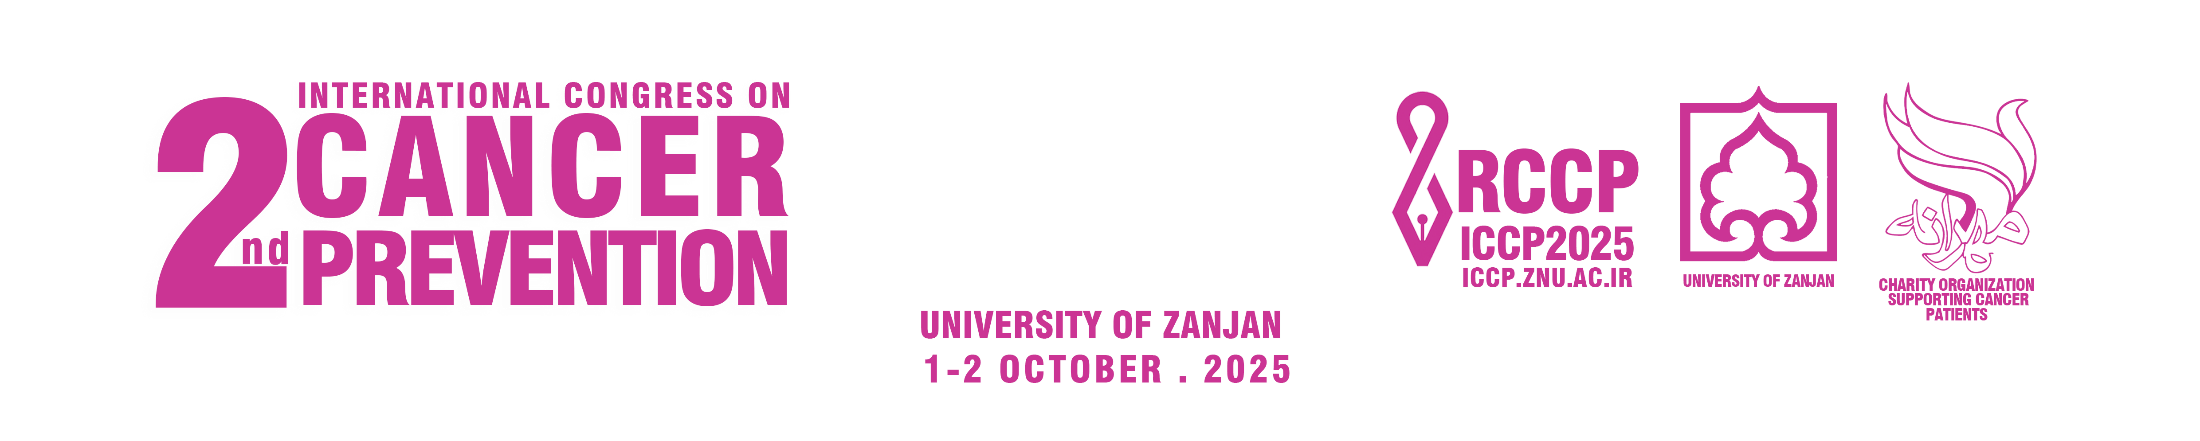 INTERNATIONAL CONGRESS ON
2nd CANCER
PREVENTION
UNIVERSITY OF ZANJAN
1-2 OCTOBER . 2025
RCCP
ICCP2025
ICCP.ZNU.AC.IR
UNIVERSITY OF ZANJAN
مهرانه
CHARITY ORGANIZATION
SUPPORTING CANCER
PATIENTS